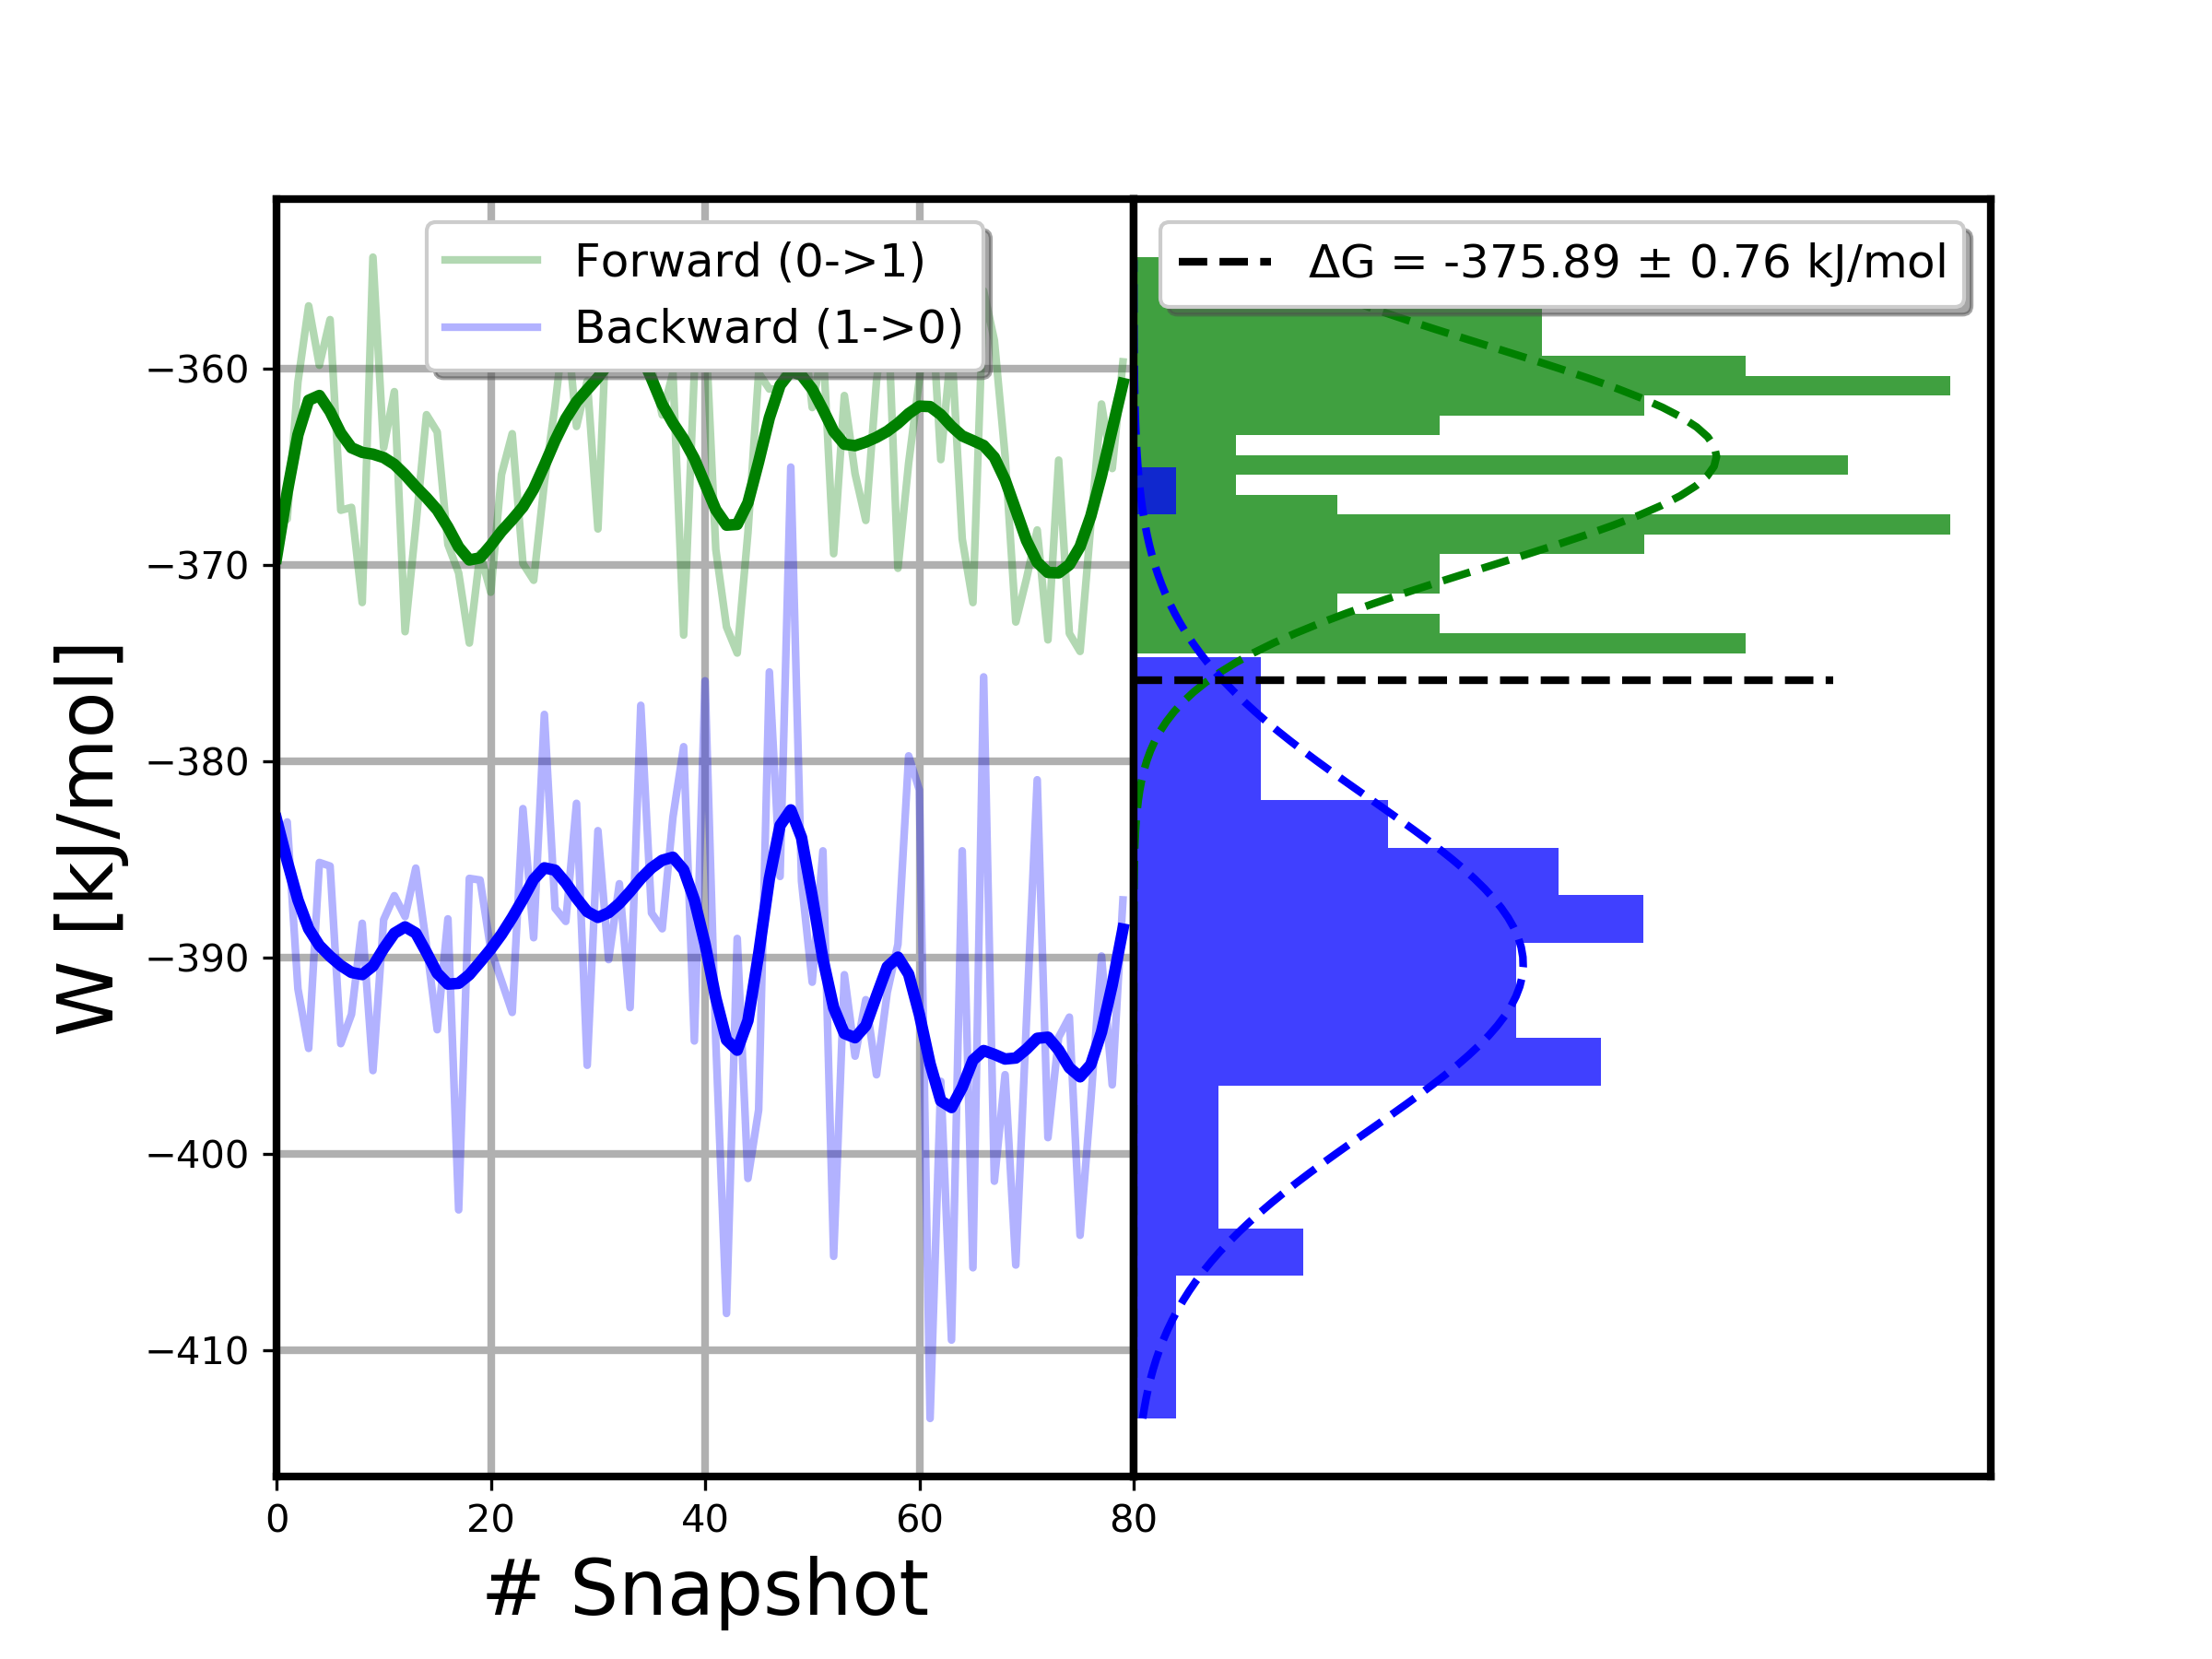 Forward (0->1)
Backward (1->0)
ΔG = -375.89 ± 0.76 kJ/mol
W [kJ/mol]
−360
−370
−380
−390
−400
−410
0 20 40 60 80
# Snapshot